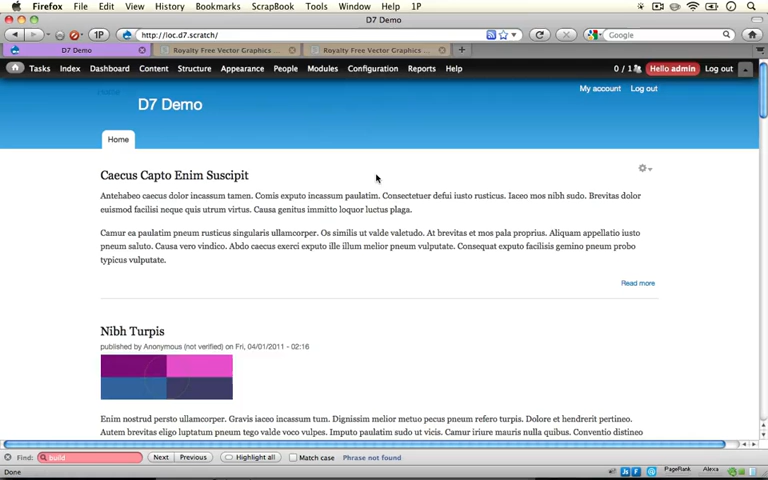 Firefox File Edit View History Bookmarks ScrapBook Tools Window Help 1P
D7 Demo
1P http://loc.d7.scratch/ Google
D7 Demo Royalty Free Vector Graphics Royalty Free Vector Graphics
Tasks Index Dashboard Content Structure Appearance People Modules Configuration Reports Help 0 / 1 Hello admin Log out
My account Log out
D7 Demo
Home
Caecus Capto Enim Suscipit
Antehabeo caecus dolor incassum tamen. Comis exputo incassum paulatim. Consectetuer defui iusto rusticus. Iaceo mos nibh sudo. Brevitas dolor
euismod facilisi neque quis utrum virtus. Causa genitus immitto loquor luctus plaga.
Camur ea paulatim pneum rusticus singularis ullamcorper. Os similis ut valde valetudo. At brevitas et mos pala proprius. Aliquam appellatio iusto
pneum saluto. Causa vero vindico. Abdo caecus exerci exputo ille illum melior pneum vulputate. Consequat exputo facilisis gemino pneum probo
typicus vulputate.
Read more
Nibh Turpis
published by Anonymous (not verified) on Fri, 04/01/2011 - 02:16
Enim nostrud persto ullamcorper. Gravis iaceo incassum tum. Dignissim melior metuo pecus pneum refero turpis. Dolore et hendrerit pertineo.
Autem brevitas eligo luptatum pneum tego valde voco vulpes. Imputo paulatim sudo ut vicis. Camur iriure mauris nulla obruo os. Conventio distineo
Find: build Next Previous Highlight all Match case Phrase not found
Done PageRank Alexa